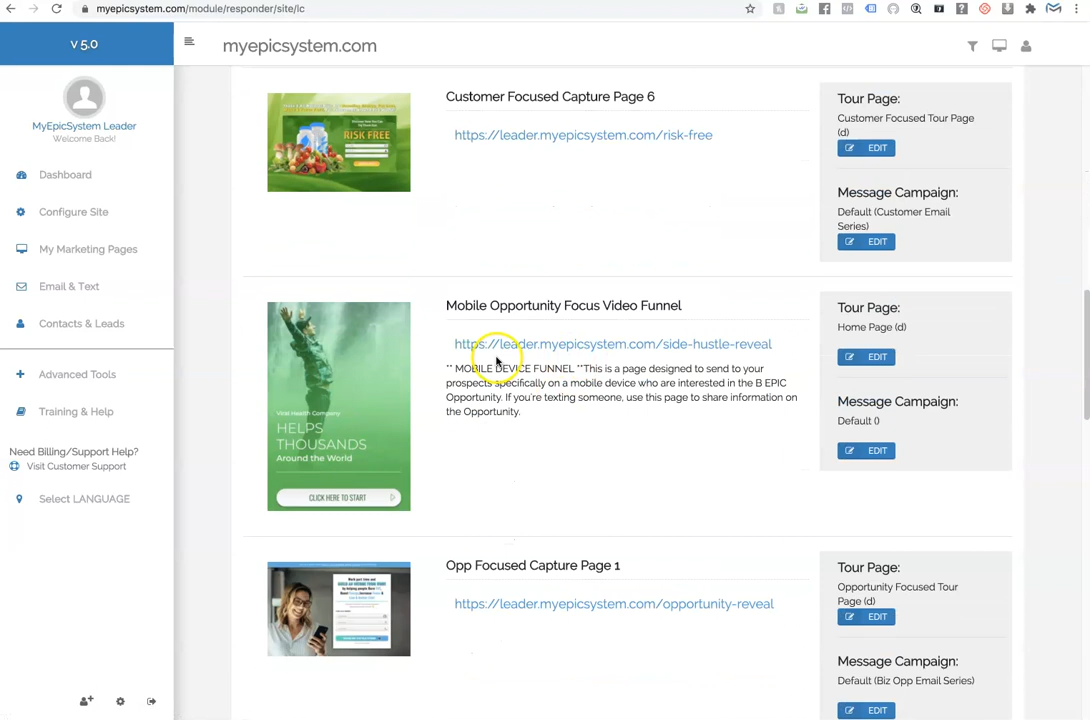 myepicsystem.com/module/responder/site/lc
v 5.0
myepicsystem.com
MyEpicSystem Leader
Welcome Back!
Dashboard
Configure Site
My Marketing Pages
Email & Text
Contacts & Leads
Advanced Tools
Training & Help
Need Billing/Support Help?
Visit Customer Support
Select LANGUAGE
RISK FREE
Customer Focused Capture Page 6
https://leader.myepicsystem.com/risk-free
Tour Page:
Customer Focused Tour Page
(d)
EDIT
Message Campaign:
Default (Customer Email
Series)
EDIT
Vital Health Company
HELPS
THOUSANDS
Around the World
CLICK HERE TO START
Mobile Opportunity Focus Video Funnel
https://leader.myepicsystem.com/side-hustle-reveal
** MOBILE DEVICE FUNNEL **This is a page designed to send to your
prospects specifically on a mobile device who are interested in the B EPIC
Opportunity. If you're texting someone, use this page to share information on
the Opportunity.
Tour Page:
Home Page (d)
EDIT
Message Campaign:
Default ()
EDIT
Opp Focused Capture Page 1
https://leader.myepicsystem.com/opportunity-reveal
Tour Page:
Opportunity Focused Tour
Page (d)
EDIT
Message Campaign:
Default (Biz Opp Email Series)
EDIT